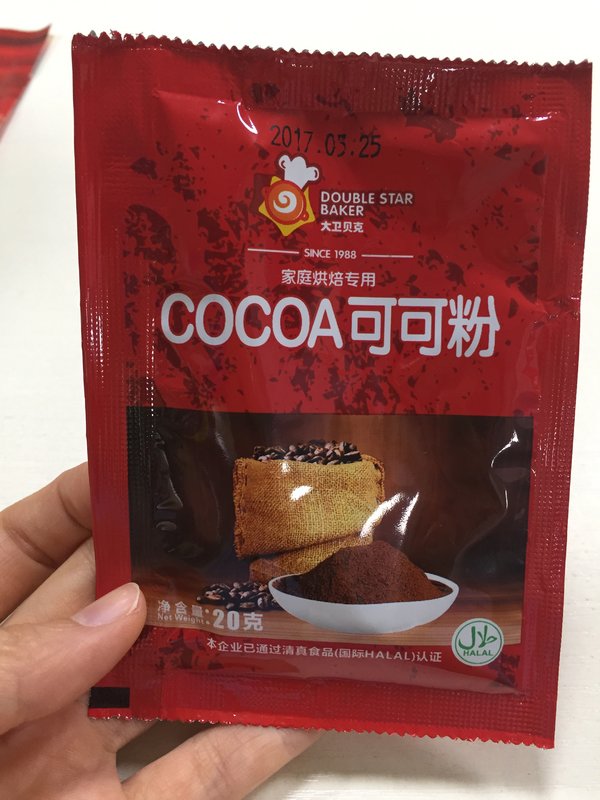 2017.03.25
DOUBLE STAR
BAKER
大卫贝克
SINCE 1988
家庭烘焙专用
COCOA可可粉
净含量:
Net Weight: 20克
本企业已通过清真食品(国际HALAL)认证
حلال
HALAL